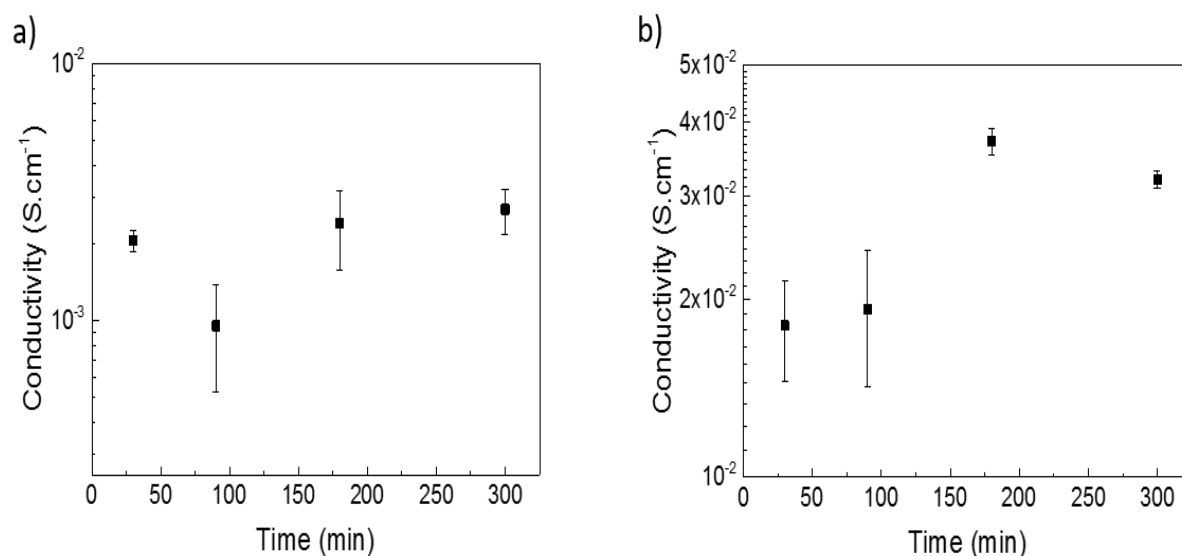 a)
Conductivity (S.cm⁻¹)
10⁻²
10⁻³
0 50 100 150 200 250 300
Time (min)
b)
Conductivity (S.cm⁻¹)
5x10⁻²
4x10⁻²
3x10⁻²
2x10⁻²
10⁻²
0 50 100 150 200 250 300
Time (min)